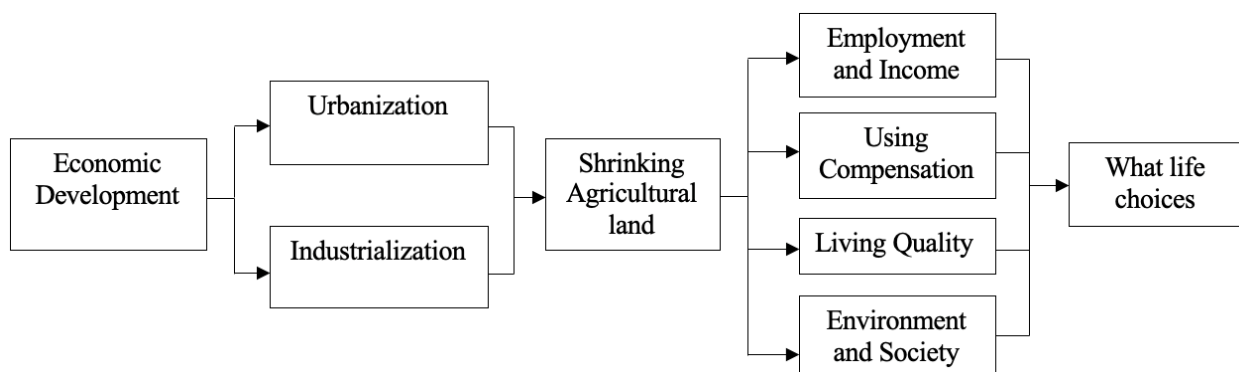 Economic
Development
Urbanization
Industrialization
Shrinking
Agricultural
land
Employment
and Income
Using
Compensation
Living Quality
Environment
and Society
What life
choices